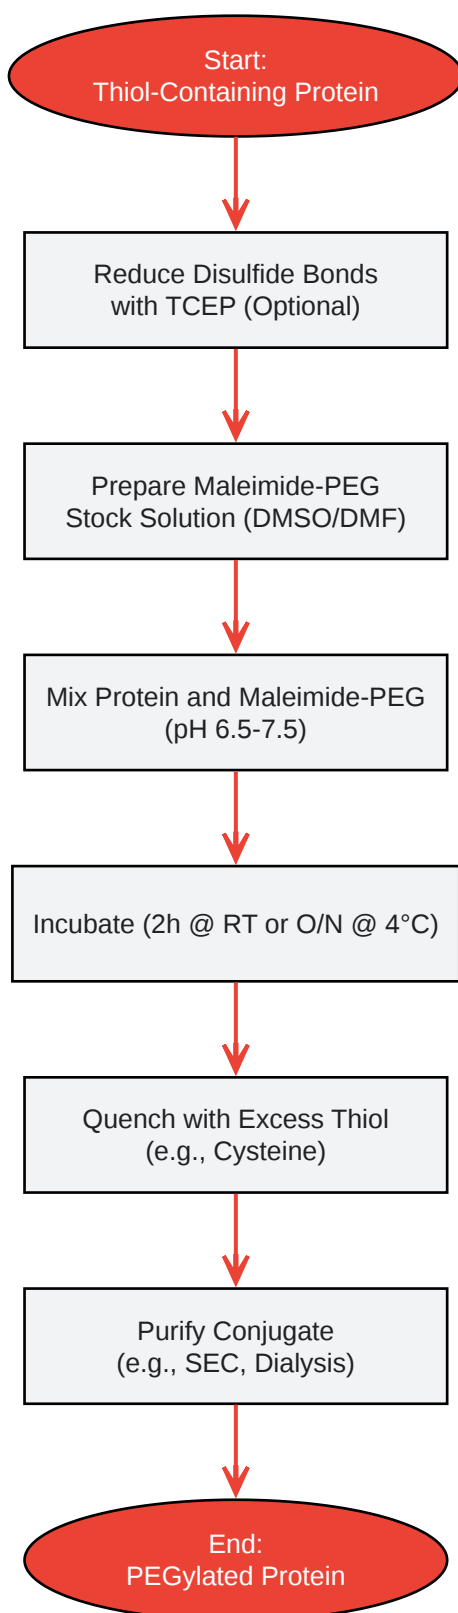 Start:
Thiol-Containing Protein
Reduce Disulfide Bonds
with TCEP (Optional)
Prepare Maleimide-PEG
Stock Solution (DMSO/DMF)
Mix Protein and Maleimide-PEG
(pH 6.5-7.5)
Incubate (2h @ RT or O/N @ 4°C)
Quench with Excess Thiol
(e.g., Cysteine)
Purify Conjugate
(e.g., SEC, Dialysis)
End:
PEGylated Protein